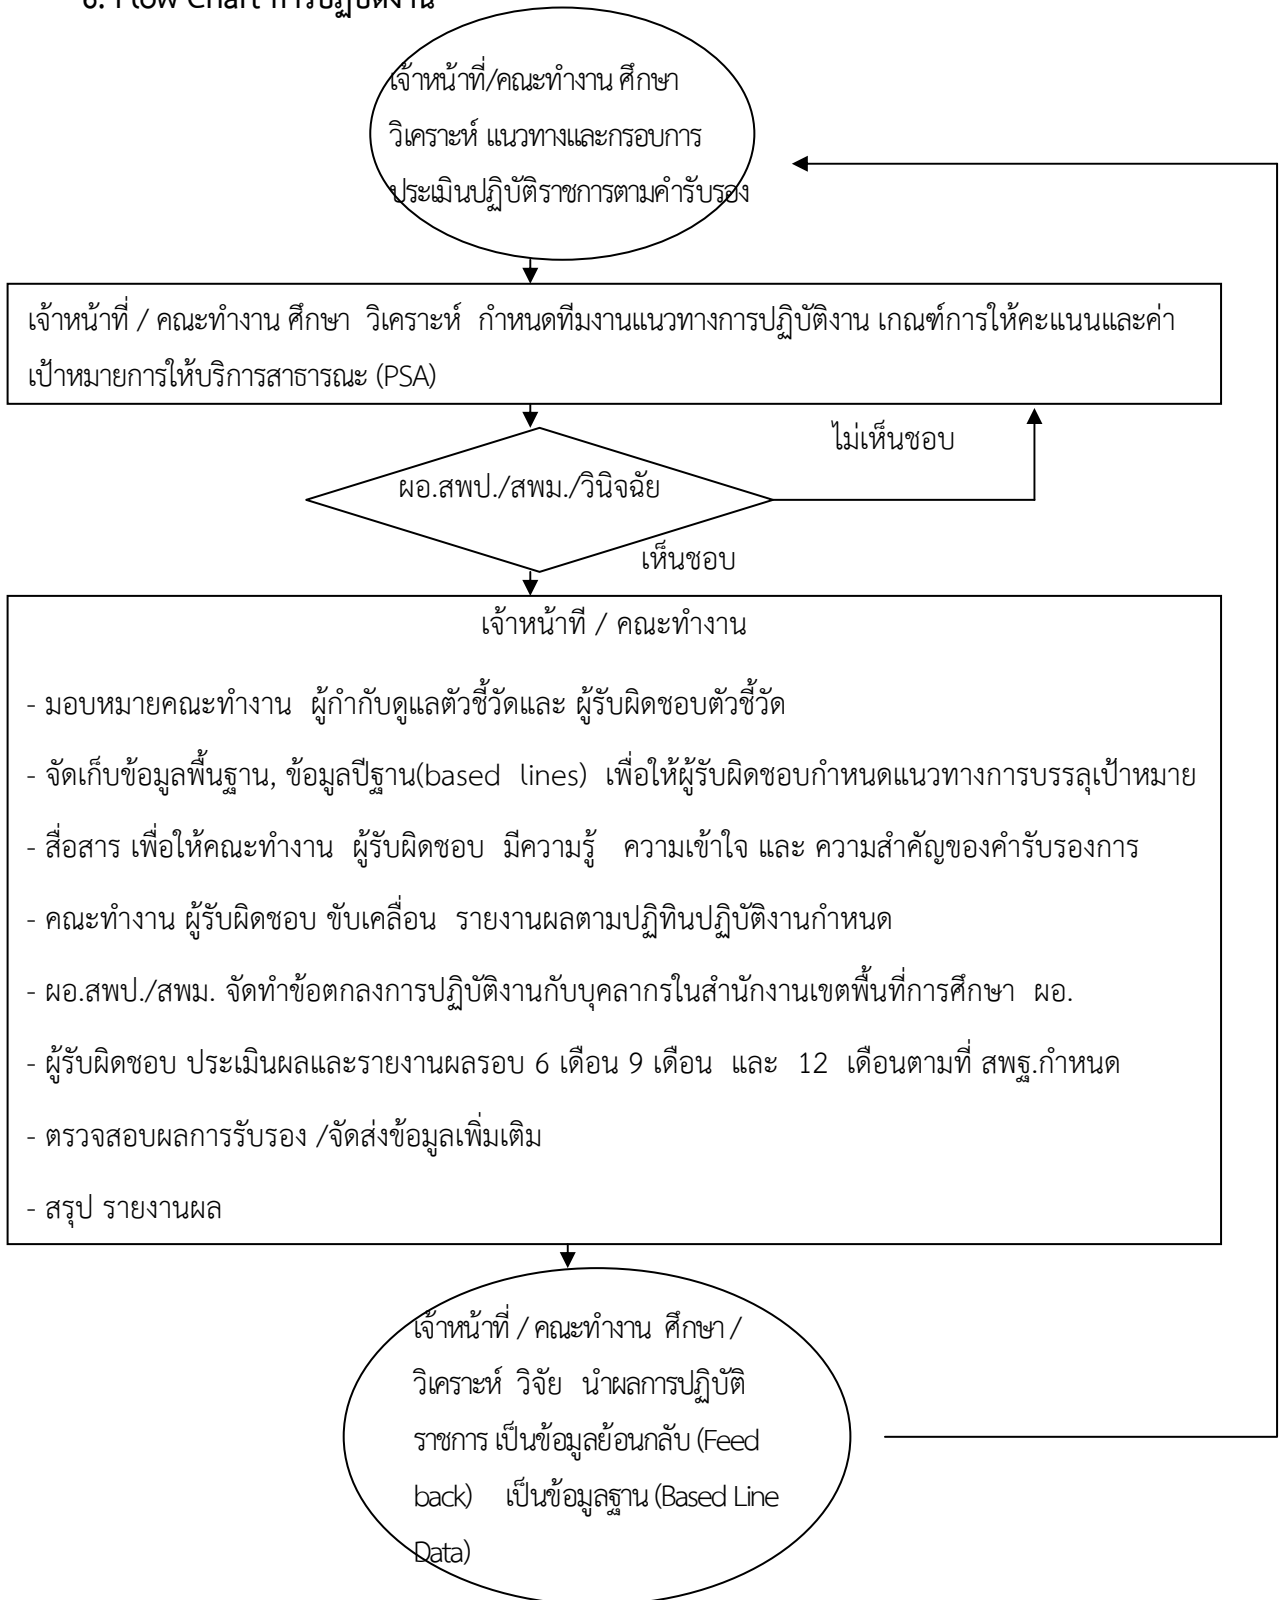 Flow Chart การปฏิบัติงาน
เจ้าหน้าที่/คณะทำงาน ศึกษา
วิเคราะห์ แนวทางและกรอบการ
ประเมินปฏิบัติราชการตามคำรับรอง
เจ้าหน้าที่ / คณะทำงาน ศึกษา วิเคราะห์ กำหนดทีมงานแนวทางการปฏิบัติงาน เกณฑ์การให้คะแนนและค่า
เป้าหมายการให้บริการสาธารณะ (PSA)
ไม่เห็นชอบ
ผอ.สพป./สพม./วินิจฉัย
เห็นชอบ
เจ้าหน้าที / คณะทำงาน
- มอบหมายคณะทำงาน ผู้กำกับดูแลตัวชี้วัดและ ผู้รับผิดชอบตัวชี้วัด
- จัดเก็บข้อมูลพื้นฐาน, ข้อมูลปีฐาน(based lines) เพื่อให้ผู้รับผิดชอบกำหนดแนวทางการบรรลุเป้าหมาย
- สื่อสาร เพื่อให้คณะทำงาน ผู้รับผิดชอบ มีความรู้ ความเข้าใจ และ ความสำคัญของคำรับรองการ
- คณะทำงาน ผู้รับผิดชอบ ขับเคลื่อน รายงานผลตามปฏิทินปฏิบัติงานกำหนด
- ผอ.สพป./สพม. จัดทำข้อตกลงการปฏิบัติงานกับบุคลากรในสำนักงานเขตพื้นที่การศึกษา ผอ.
- ผู้รับผิดชอบ ประเมินผลและรายงานผลรอบ 6 เดือน 9 เดือน และ 12 เดือนตามที่ สพฐ.กำหนด
- ตรวจสอบผลการรับรอง /จัดส่งข้อมูลเพิ่มเติม
- สรุป รายงานผล
เจ้าหน้าที่ / คณะทำงาน ศึกษา /
วิเคราะห์ วิจัย นำผลการปฏิบัติ
ราชการ เป็นข้อมูลย้อนกลับ (Feed
back) เป็นข้อมูลฐาน (Based Line
Data)